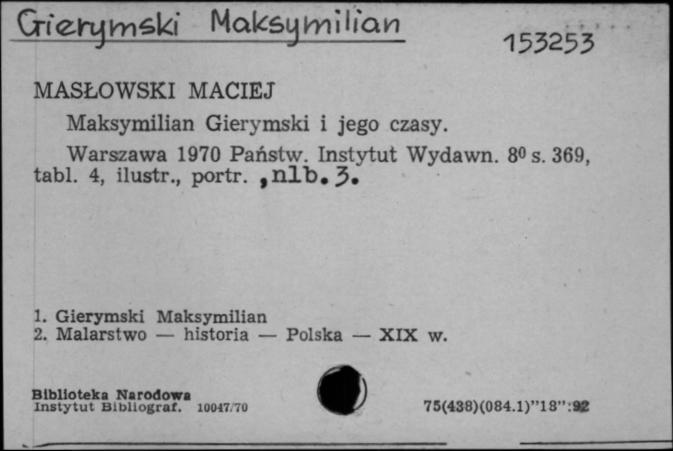 Gierymski Maksymilian
153253
MASŁOWSKI MACIEJ
Maksymilian Gierymski i jego czasy.
Warszawa 1970 Państw. Instytut Wydawn. 8⁰ s. 369,
tabl. 4, ilustr., portr. ,nlb. 3.
1. Gierymski Maksymilian
2. Malarstwo — historia — Polska — XIX w.
Biblioteka Narodowa
Instytut Bibliograf. 10047/70
75(438)(084.1)”18”:92